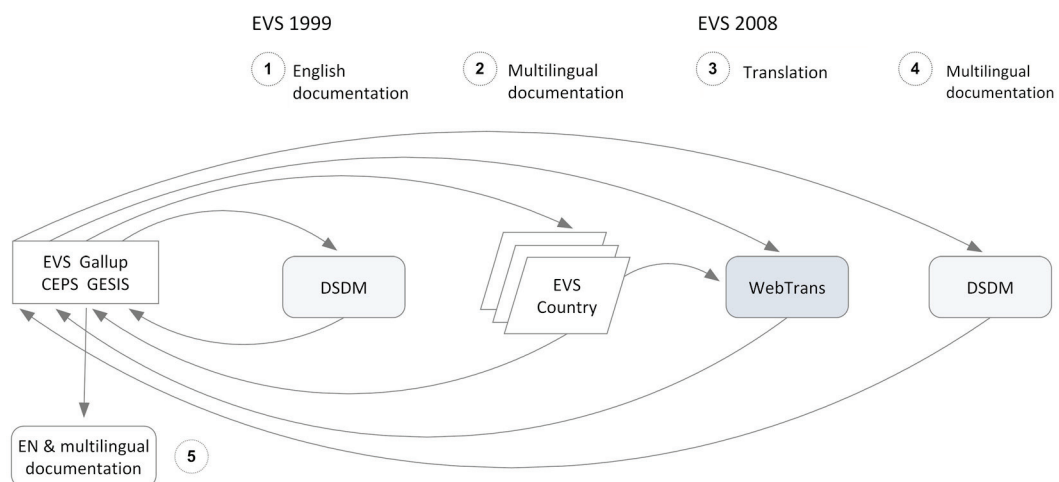 EVS 1999
EVS 2008
1 English
documentation
2 Multilingual
documentation
3 Translation
4 Multilingual
documentation
EVS Gallup
CEPS GESIS
DSDM
EVS
Country
WebTrans
DSDM
EN & multilingual
documentation
5